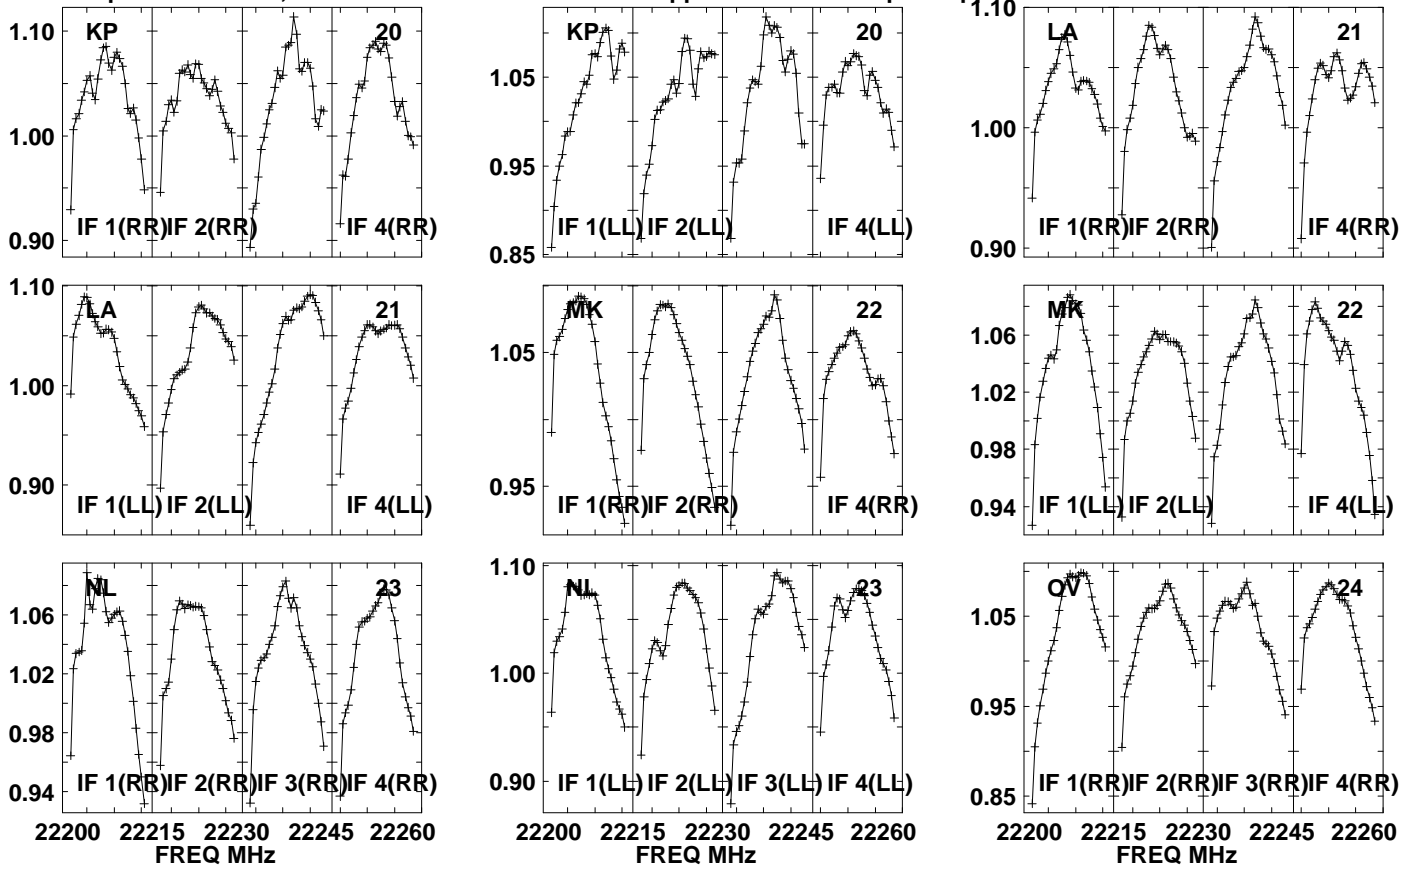 KP 20
1.10
1.00
0.90
IF 1(RR) IF 2(RR) IF 4(RR)
KP 20
1.05
0.95
0.85
IF 1(LL) IF 2(LL) IF 4(LL)
LA 21
1.10
1.00
0.90
IF 1(RR) IF 2(RR) IF 4(RR)
LA 21
1.10
1.00
0.90
IF 1(LL) IF 2(LL) IF 4(LL)
MK 22
1.05
0.95
IF 1(RR) IF 2(RR) IF 4(RR)
MK 22
1.06
1.02
0.98
0.94
IF 1(LL) IF 2(LL) IF 4(LL)
NL 23
1.06
1.02
0.98
0.94
IF 1(RR) IF 2(RR) IF 3(RR) IF 4(RR)
22200 22215 22230 22245 22260
FREQ MHz
NL 23
1.10
1.00
0.90
IF 1(LL) IF 2(LL) IF 3(LL) IF 4(LL)
22200 22215 22230 22245 22260
FREQ MHz
OV 24
1.05
0.95
0.85
IF 1(RR) IF 2(RR) IF 3(RR) IF 4(RR)
22200 22215 22230 22245 22260
FREQ MHz